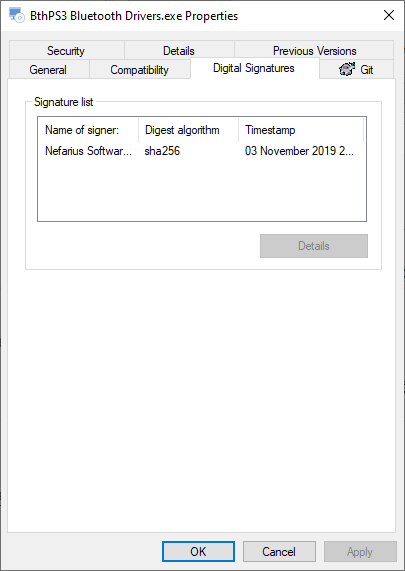 BthPS3 Bluetooth Drivers.exe Properties
Security Details Previous Versions
General Compatibility Digital Signatures Git
Signature list
Name of signer: Digest algorithm Timestamp
Nefarius Softwar... sha256 03 November 2019 2...
Details
OK Cancel Apply